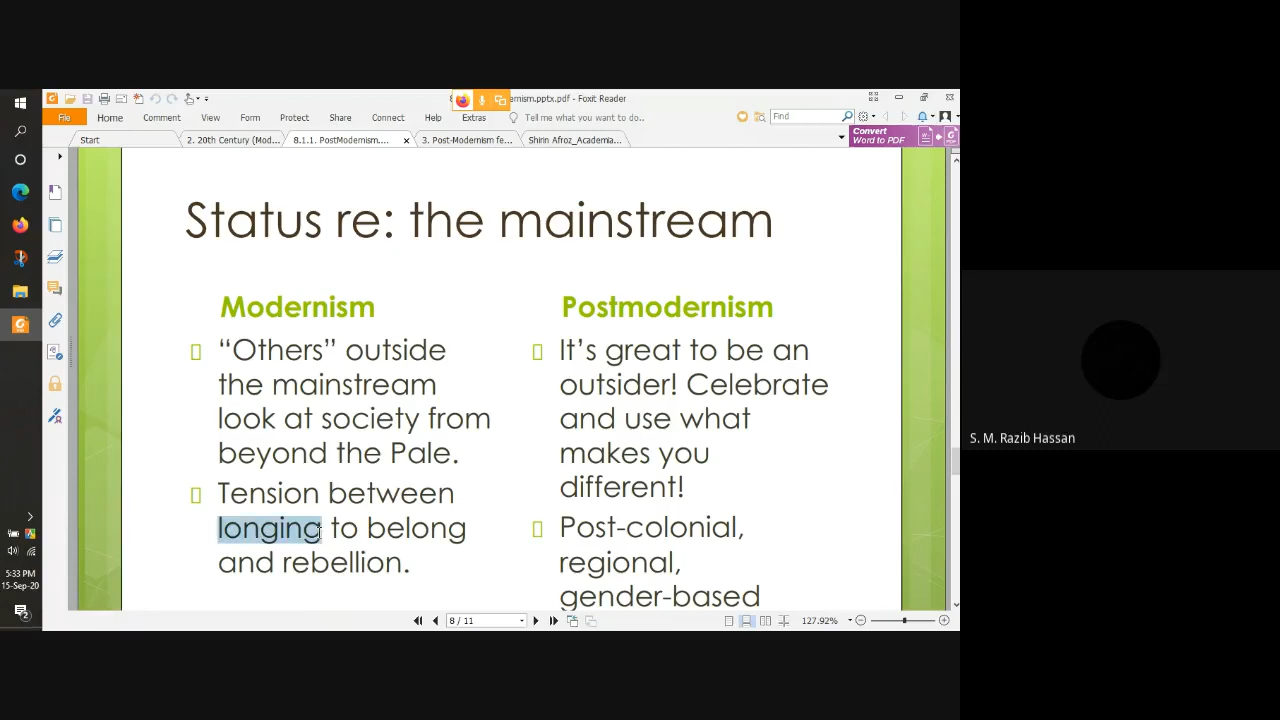 emism.pptx.pdf - Foxit Reader
File Home Comment View Form Protect Share Connect Help Extras Tell me what you want to do.. Find
Convert
Word to PDF
Start 2. 20th Century (Mod... 8.1.1. PostModernism.... 3. Post-Modernism fe... Shirin Afroz_Academia...
Status re: the mainstream
Modernism
“Others” outside
the mainstream
look at society from
beyond the Pale.
Tension between
longing to belong
and rebellion.
Postmodernism
It’s great to be an
outsider! Celebrate
and use what
makes you
different!
Post-colonial,
regional,
gender-based
S. M. Razib Hassan
5:33 PM
15-Sep-20
2
8 / 11
127.92%